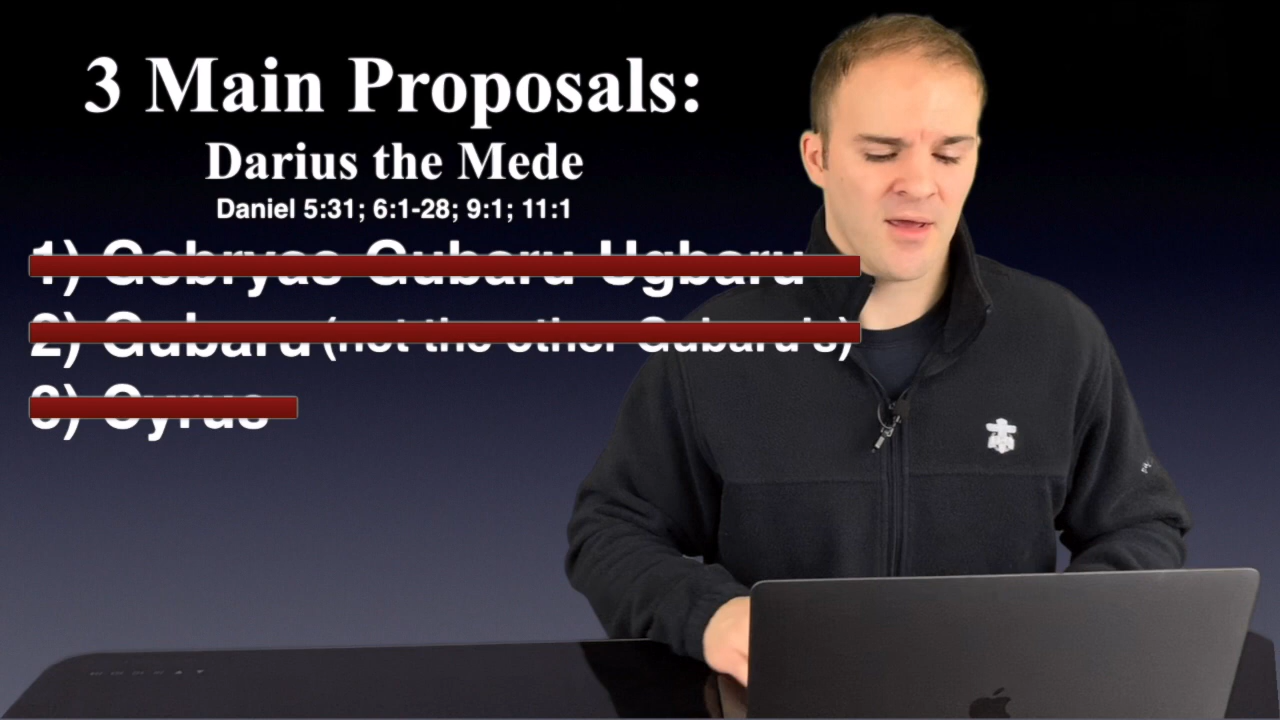 3 Main Proposals:
Darius the Mede
Daniel 5:31; 6:1-28; 9:1; 11:1
1) Gobryas-Gubaru-Ugbaru
2) Gubaru (not the other Gubaru's)
3) Cyrus